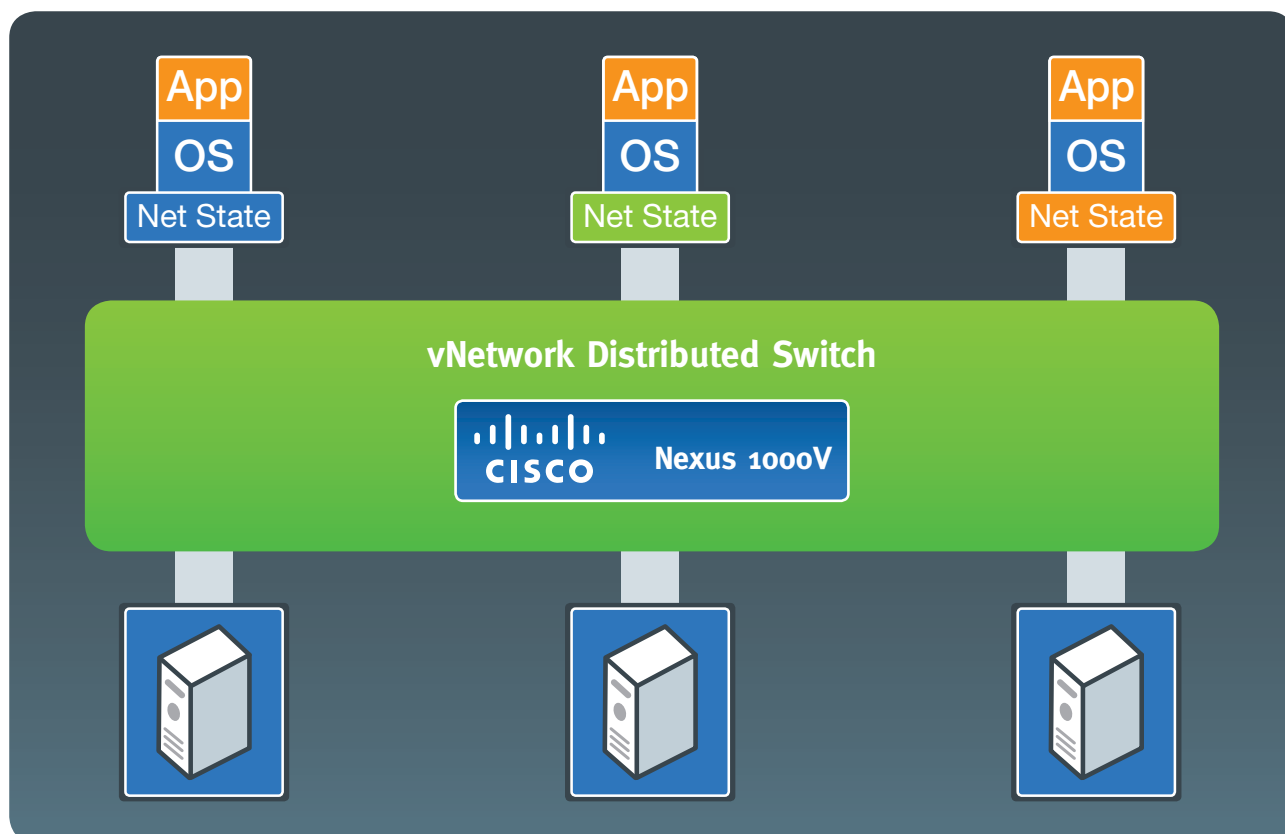 App
OS
Net State
App
OS
Net State
App
OS
Net State
vNetwork Distributed Switch
CISCO
Nexus 1000V